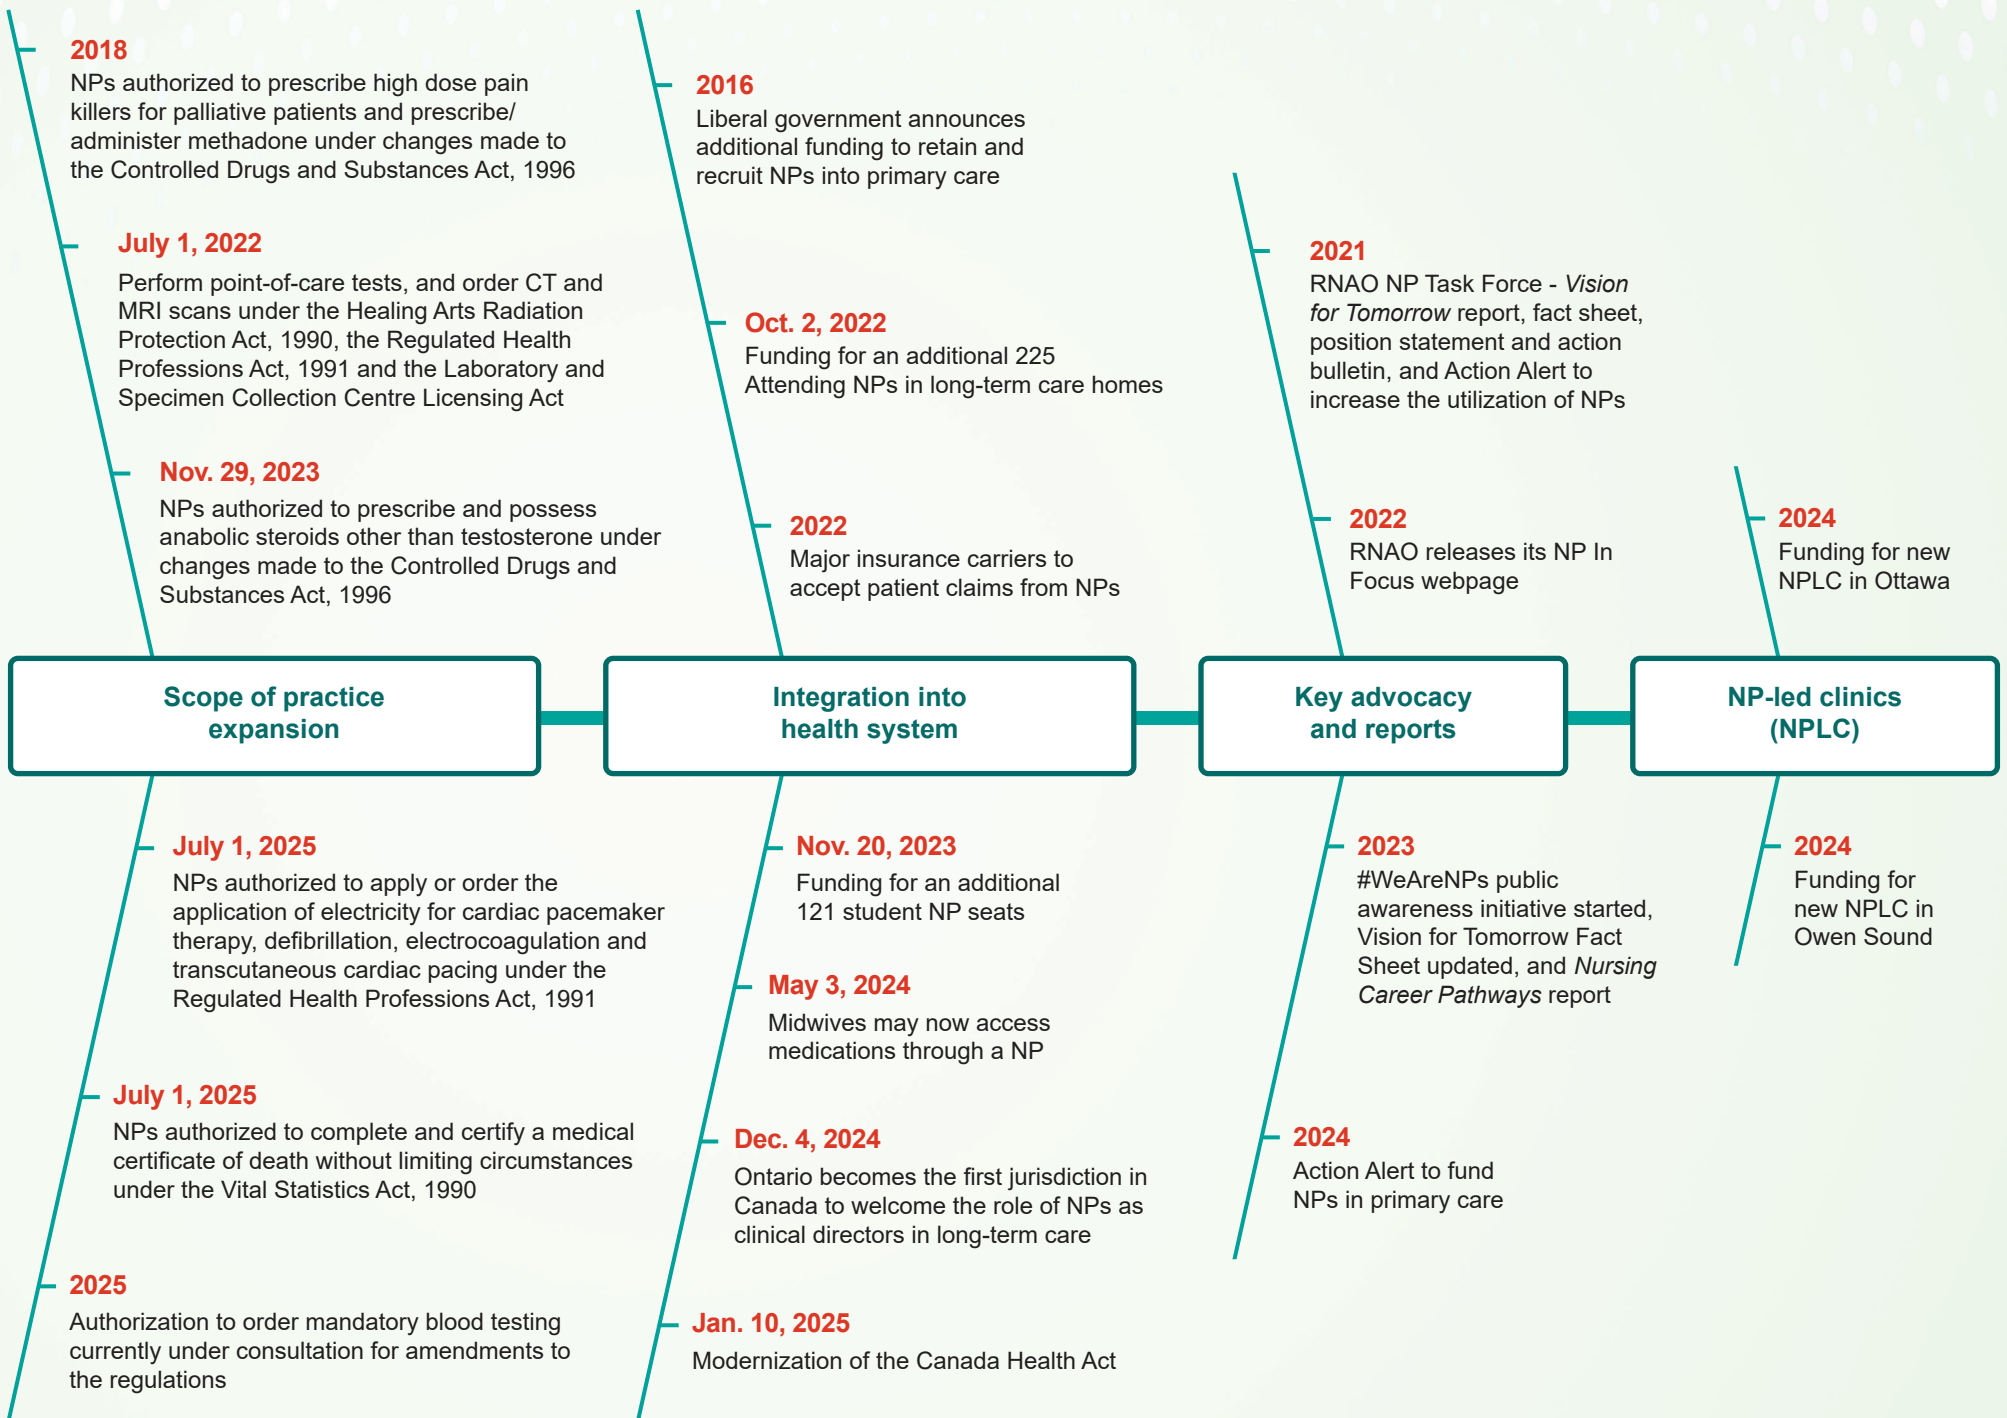 2018
NPs authorized to prescribe high dose pain
killers for palliative patients and prescribe/
administer methadone under changes made to
the Controlled Drugs and Substances Act, 1996
July 1, 2022
Perform point-of-care tests, and order CT and
MRI scans under the Healing Arts Radiation
Protection Act, 1990, the Regulated Health
Professions Act, 1991 and the Laboratory and
Specimen Collection Centre Licensing Act
Nov. 29, 2023
NPs authorized to prescribe and possess
anabolic steroids other than testosterone under
changes made to the Controlled Drugs and
Substances Act, 1996
Scope of practice
expansion
July 1, 2025
NPs authorized to apply or order the
application of electricity for cardiac pacemaker
therapy, defibrillation, electrocoagulation and
transcutaneous cardiac pacing under the
Regulated Health Professions Act, 1991
July 1, 2025
NPs authorized to complete and certify a medical
certificate of death without limiting circumstances
under the Vital Statistics Act, 1990
2025
Authorization to order mandatory blood testing
currently under consultation for amendments to
the regulations
2016
Liberal government announces
additional funding to retain and
recruit NPs into primary care
Oct. 2, 2022
Funding for an additional 225
Attending NPs in long-term care homes
2022
Major insurance carriers to
accept patient claims from NPs
Integration into
health system
Nov. 20, 2023
Funding for an additional
121 student NP seats
May 3, 2024
Midwives may now access
medications through a NP
Dec. 4, 2024
Ontario becomes the first jurisdiction in
Canada to welcome the role of NPs as
clinical directors in long-term care
Jan. 10, 2025
Modernization of the Canada Health Act
2021
RNAO NP Task Force - Vision
for Tomorrow report, fact sheet,
position statement and action
bulletin, and Action Alert to
increase the utilization of NPs
2022
RNAO releases its NP In
Focus webpage
Key advocacy
and reports
2023
#WeAreNPs public
awareness initiative started,
Vision for Tomorrow Fact
Sheet updated, and Nursing
Career Pathways report
2024
Action Alert to fund
NPs in primary care
2024
Funding for new
NPLC in Ottawa
NP-led clinics
(NPLC)
2024
Funding for
new NPLC in
Owen Sound